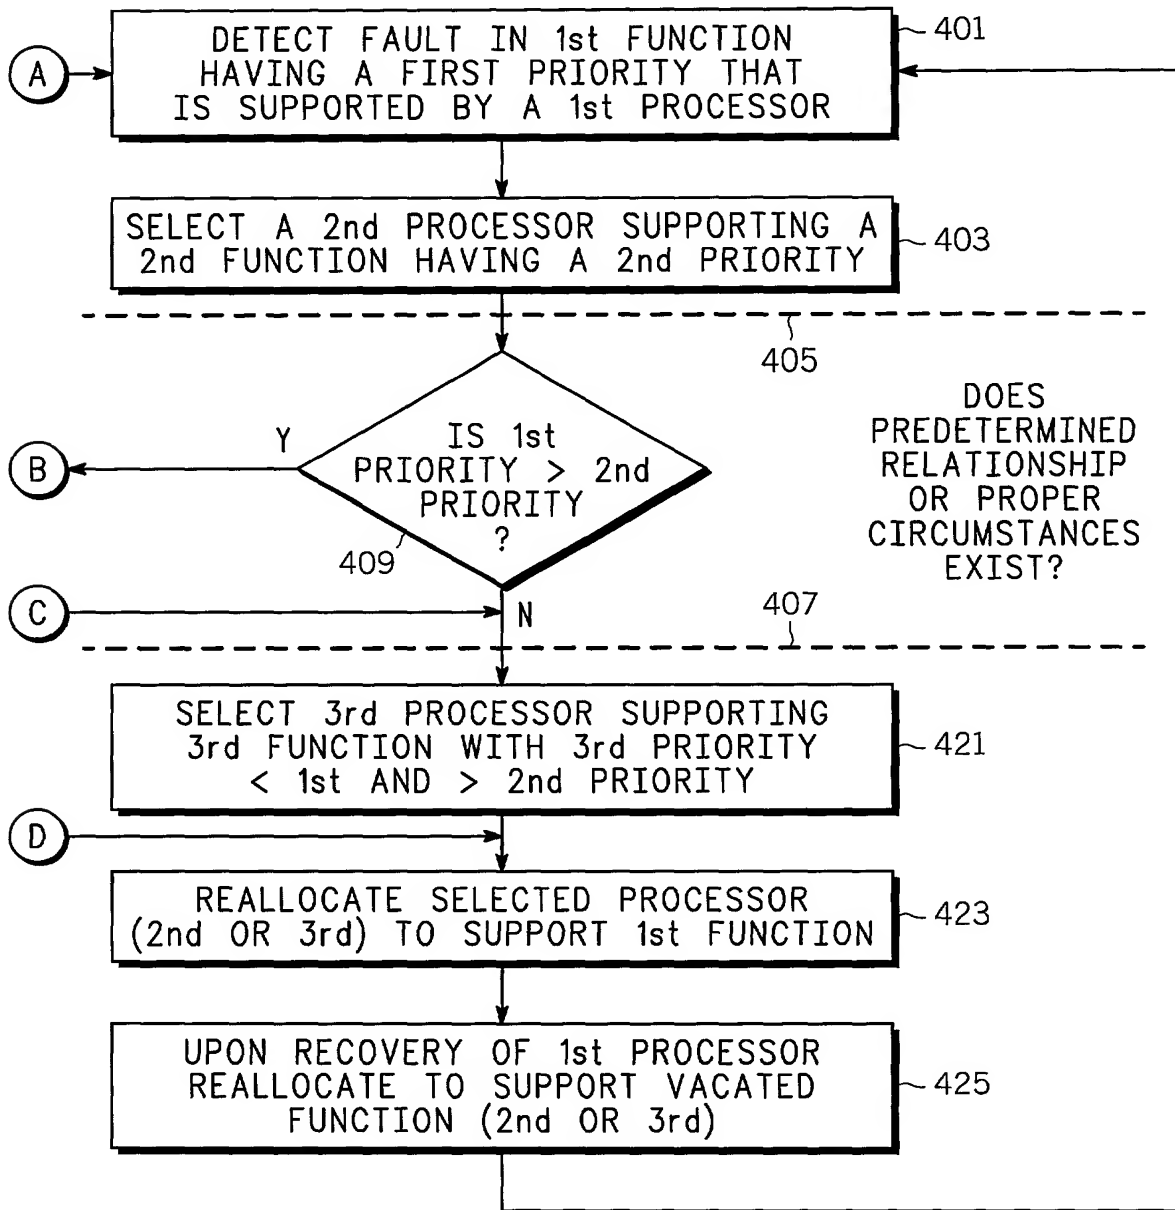 A
DETECT FAULT IN 1st FUNCTION
HAVING A FIRST PRIORITY THAT
IS SUPPORTED BY A 1st PROCESSOR
401
SELECT A 2nd PROCESSOR SUPPORTING A
2nd FUNCTION HAVING A 2nd PRIORITY
403
405
B
Y
IS 1st
PRIORITY > 2nd
PRIORITY
?
409
DOES
PREDETERMINED
RELATIONSHIP
OR PROPER
CIRCUMSTANCES
EXIST?
C
N
407
SELECT 3rd PROCESSOR SUPPORTING
3rd FUNCTION WITH 3rd PRIORITY
< 1st AND > 2nd PRIORITY
421
D
REALLOCATE SELECTED PROCESSOR
(2nd OR 3rd) TO SUPPORT 1st FUNCTION
423
UPON RECOVERY OF 1st PROCESSOR
REALLOCATE TO SUPPORT VACATED
FUNCTION (2nd OR 3rd)
425